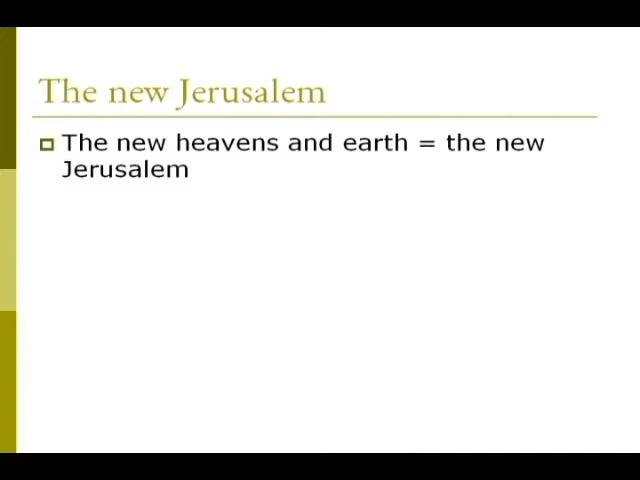 The new Jerusalem
The new heavens and earth = the new
Jerusalem